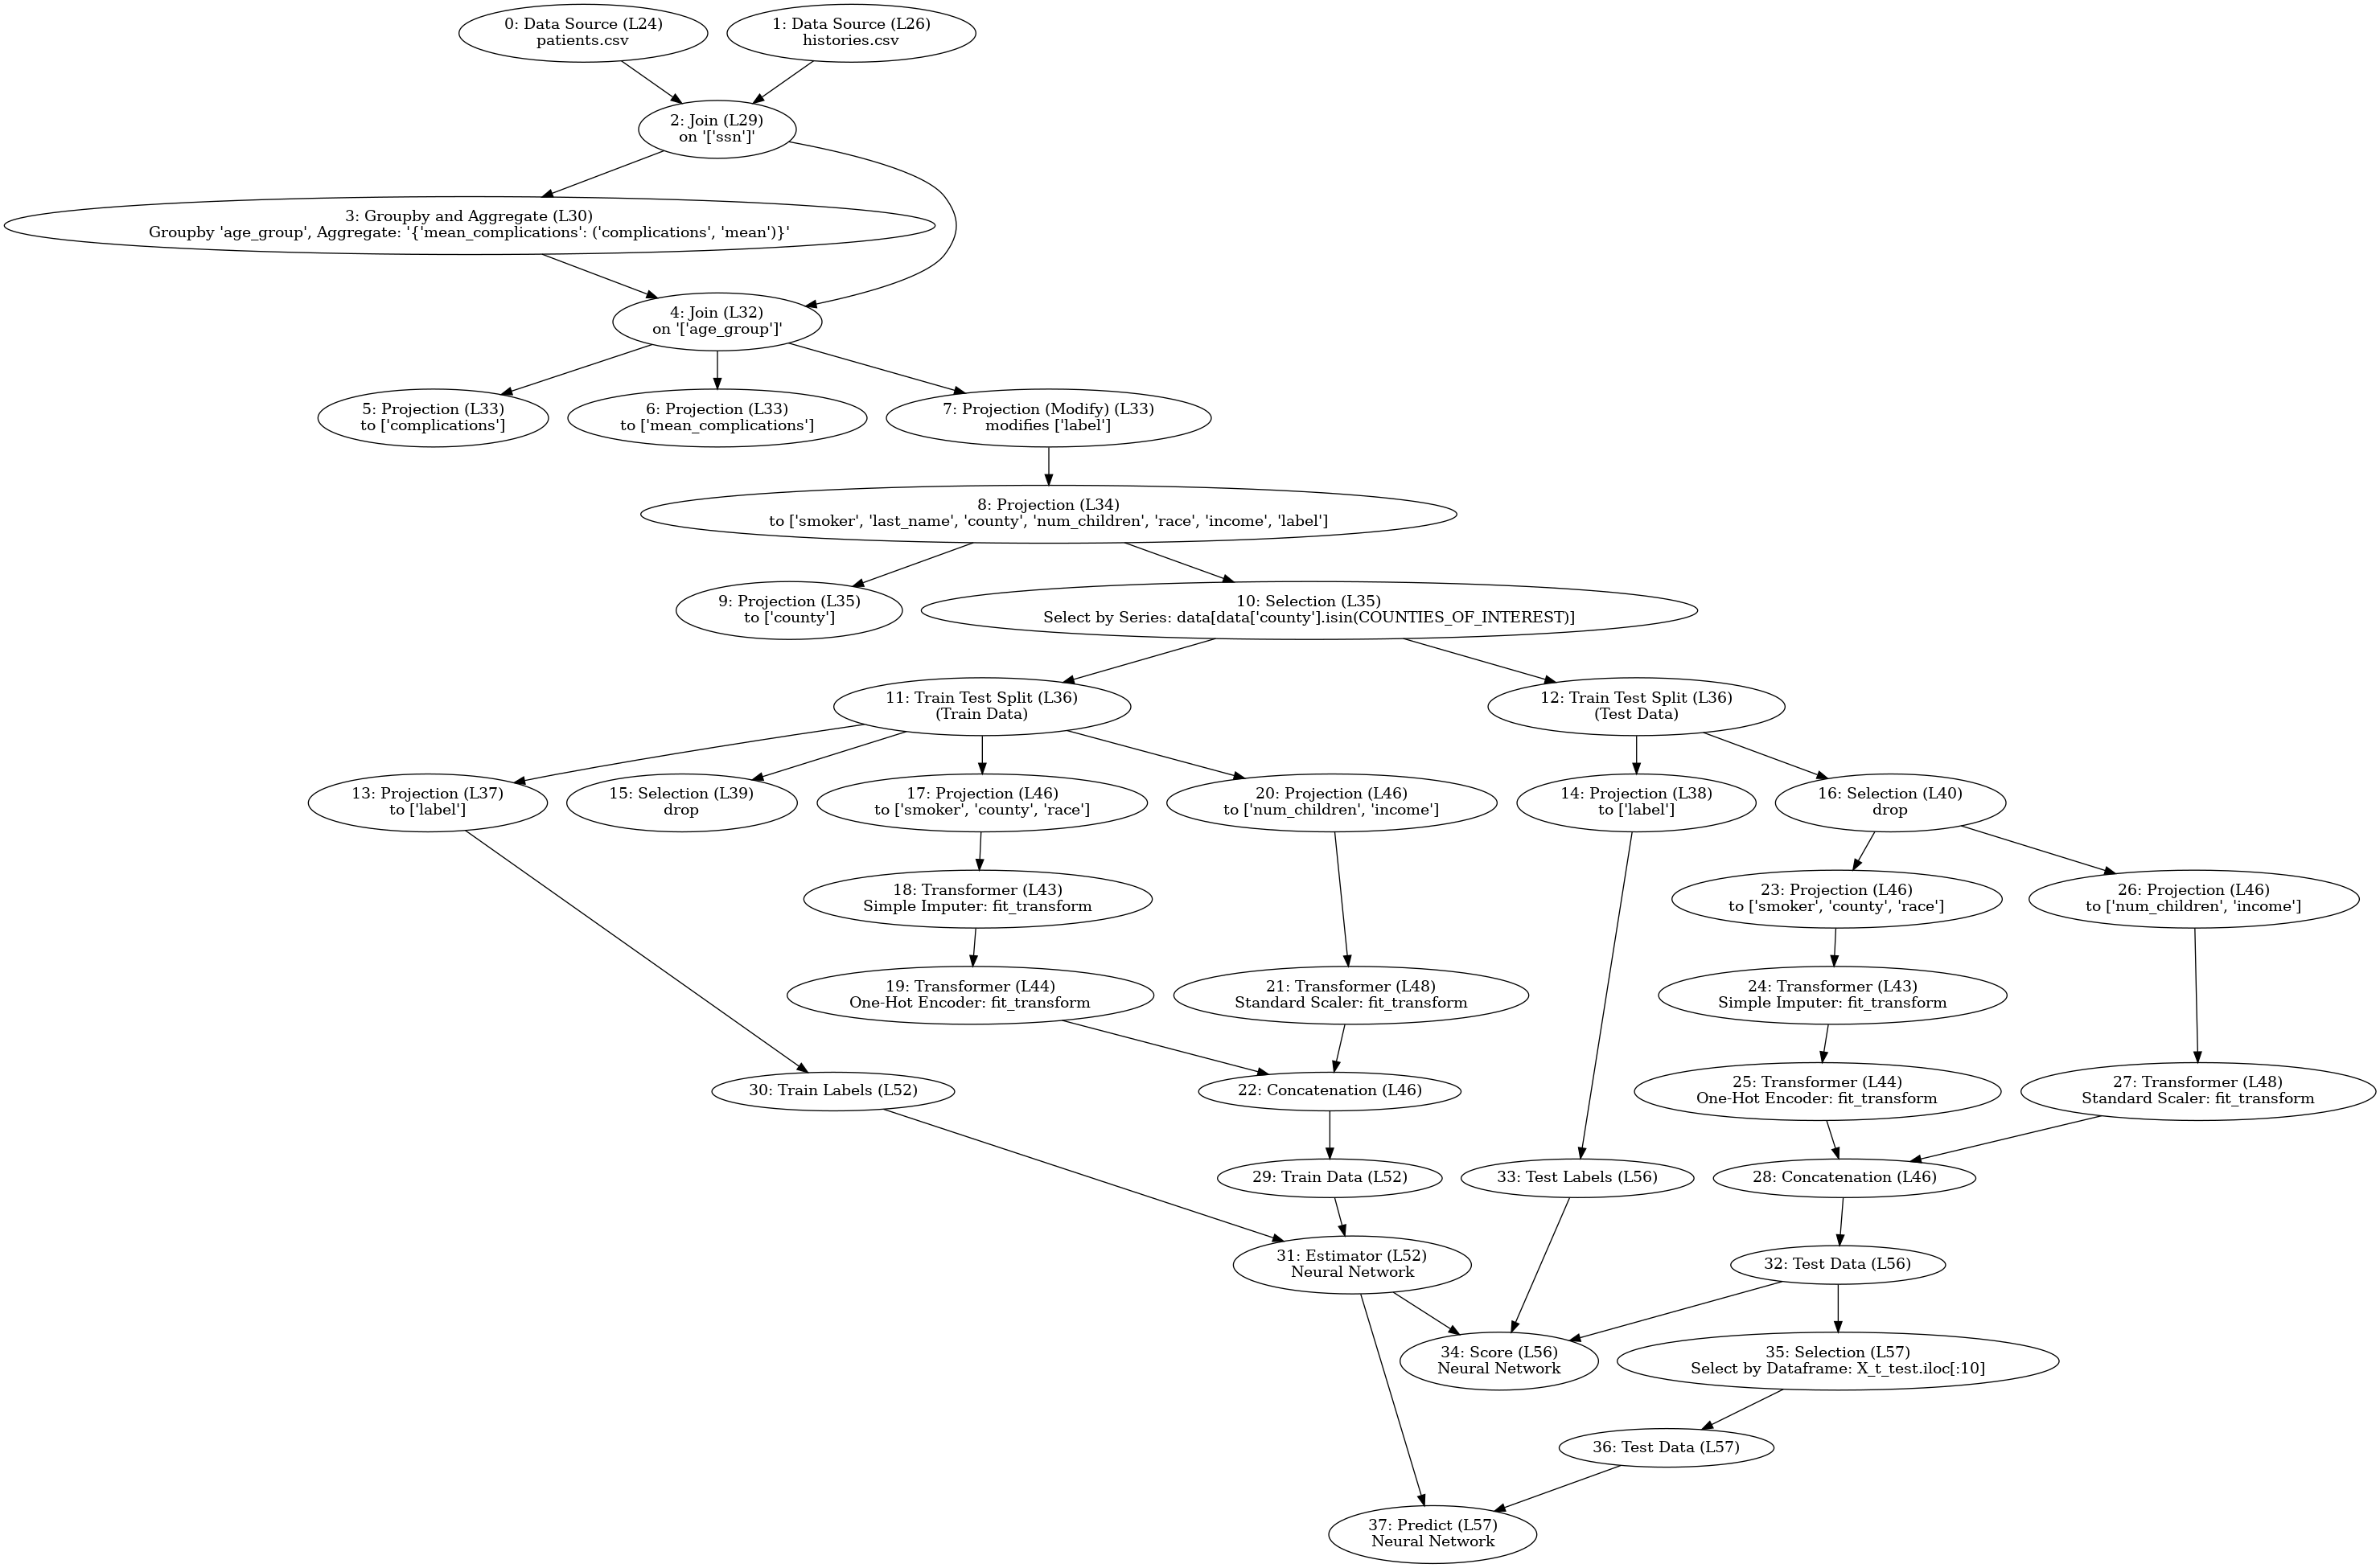 0: Data Source (L24)
patients.csv
1: Data Source (L26)
histories.csv
2: Join (L29)
on '['ssn']'
3: Groupby and Aggregate (L30)
Groupby 'age_group', Aggregate: '{'mean_complications': ('complications', 'mean')}'
4: Join (L32)
on '['age_group']'
5: Projection (L33)
to ['complications']
6: Projection (L33)
to ['mean_complications']
7: Projection (Modify) (L33)
modifies ['label']
8: Projection (L34)
to ['smoker', 'last_name', 'county', 'num_children', 'race', 'income', 'label']
9: Projection (L35)
to ['county']
10: Selection (L35)
Select by Series: data[data['county'].isin(COUNTIES_OF_INTEREST)]
11: Train Test Split (L36)
(Train Data)
12: Train Test Split (L36)
(Test Data)
13: Projection (L37)
to ['label']
15: Selection (L39)
drop
17: Projection (L46)
to ['smoker', 'county', 'race']
20: Projection (L46)
to ['num_children', 'income']
14: Projection (L38)
to ['label']
16: Selection (L40)
drop
18: Transformer (L43)
Simple Imputer: fit_transform
23: Projection (L46)
to ['smoker', 'county', 'race']
26: Projection (L46)
to ['num_children', 'income']
19: Transformer (L44)
One-Hot Encoder: fit_transform
21: Transformer (L48)
Standard Scaler: fit_transform
24: Transformer (L43)
Simple Imputer: fit_transform
30: Train Labels (L52)
22: Concatenation (L46)
25: Transformer (L44)
One-Hot Encoder: fit_transform
27: Transformer (L48)
Standard Scaler: fit_transform
29: Train Data (L52)
33: Test Labels (L56)
28: Concatenation (L46)
31: Estimator (L52)
Neural Network
32: Test Data (L56)
34: Score (L56)
Neural Network
35: Selection (L57)
Select by Dataframe: X_t_test.iloc[:10]
36: Test Data (L57)
37: Predict (L57)
Neural Network